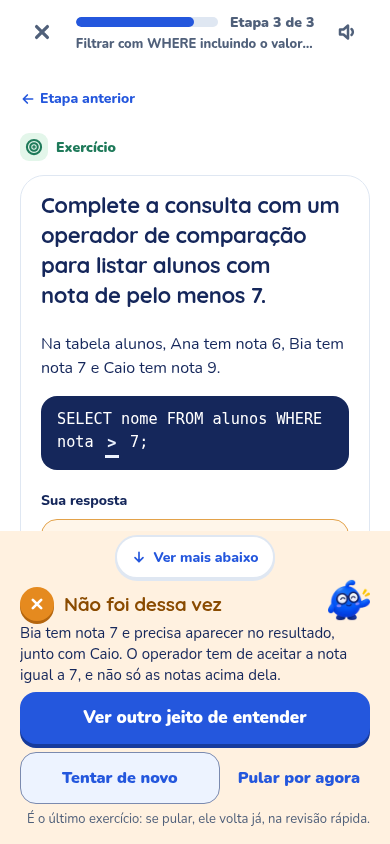 Etapa 3 de 3
Filtrar com WHERE incluindo o valor...
← Etapa anterior
Exercício
Complete a consulta com um
operador de comparação
para listar alunos com
nota de pelo menos 7.
Na tabela alunos, Ana tem nota 6, Bia tem
nota 7 e Caio tem nota 9.
SELECT nome FROM alunos WHERE
nota > 7;
Sua resposta
↓ Ver mais abaixo
Não foi dessa vez
Bia tem nota 7 e precisa aparecer no resultado,
junto com Caio. O operador tem de aceitar a nota
igual a 7, e não só as notas acima dela.
Ver outro jeito de entender
Tentar de novo
Pular por agora
É o último exercício: se pular, ele volta já, na revisão rápida.